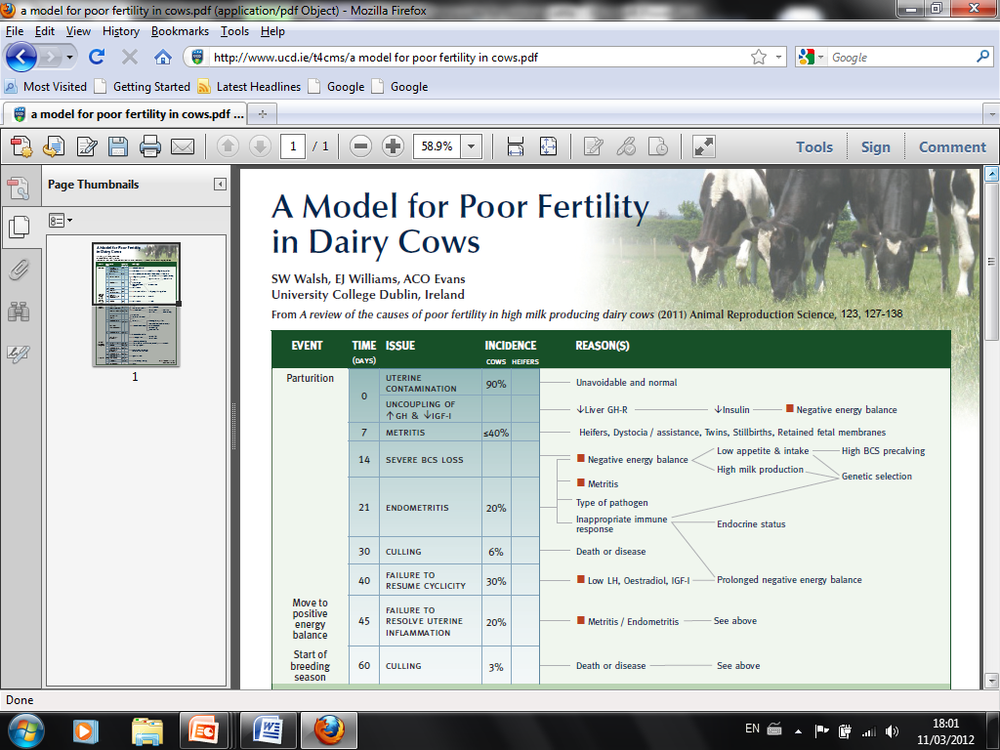 a model for poor fertility in cows.pdf (application/pdf Object) - Mozilla Firefox
File Edit View History Bookmarks Tools Help
http://www.ucd.ie/t4cms/a model for poor fertility in cows.pdf
Google
Most Visited Getting Started Latest Headlines Google Google
a model for poor fertility in cows.pdf ...
1 / 1 58.9% Tools Sign Comment
Page Thumbnails
1
A Model for Poor Fertility
in Dairy Cows
SW Walsh, EJ Williams, ACO Evans
University College Dublin, Ireland
From A review of the causes of poor fertility in high milk producing dairy cows (2011) Animal Reproduction Science, 123, 127-138
EVENT TIME ISSUE INCIDENCE REASON(S)
(DAYS) COWS HEIFERS
Parturition 0 UTERINE
CONTAMINATION 90% Unavoidable and normal
UNCOUPLING OF
↑GH & ↓IGF-I ↓Liver GH-R ↓Insulin Negative energy balance
7 METRITIS ≤40% Heifers, Dystocia / assistance, Twins, Stillbirths, Retained fetal membranes
14 SEVERE BCS LOSS Negative energy balance Low appetite & intake High BCS precalving
High milk production Genetic selection
Metritis
21 ENDOMETRITIS 20% Type of pathogen
Inappropriate immune
response Endocrine status
30 CULLING 6% Death or disease
40 FAILURE TO
RESUME CYCLICITY 30% Low LH, Oestradiol, IGF-I Prolonged negative energy balance
Move to
positive
energy
balance
45 FAILURE TO
RESOLVE UTERINE
INFLAMMATION 20% Metritis / Endometritis See above
Start of
breeding
season
60 CULLING 3% Death or disease See above
Done
EN 18:01
11/03/2012